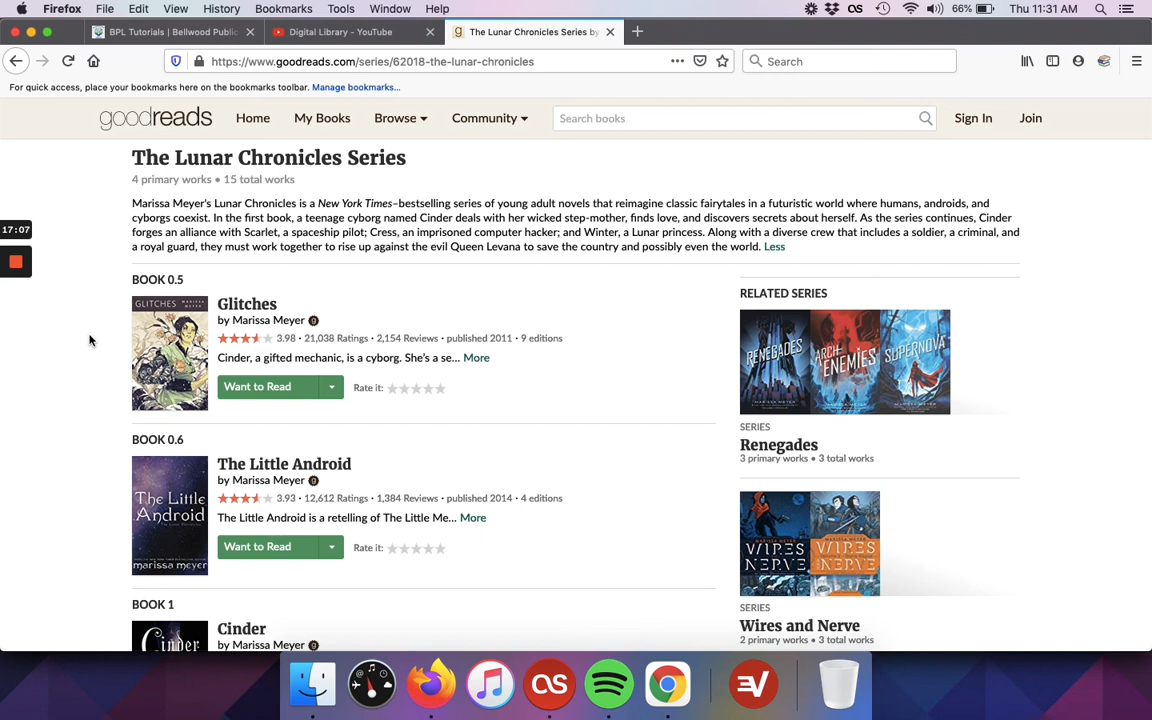 Firefox File Edit View History Bookmarks Tools Window Help 66% Thu 11:31 AM
BPL Tutorials | Bellwood Public Digital Library - YouTube The Lunar Chronicles Series by
https://www.goodreads.com/series/62018-the-lunar-chronicles Search
For quick access, place your bookmarks here on the bookmarks toolbar. Manage bookmarks...
goodreads Home My Books Browse Community Search books Sign In Join
The Lunar Chronicles Series
4 primary works • 15 total works
Marissa Meyer's Lunar Chronicles is a New York Times–bestselling series of young adult novels that reimagine classic fairytales in a futuristic world where humans, androids, and
cyborgs coexist. In the first book, a teenage cyborg named Cinder deals with her wicked step-mother, finds love, and discovers secrets about herself. As the series continues, Cinder
forges an alliance with Scarlet, a spaceship pilot; Cress, an imprisoned computer hacker; and Winter, a Lunar princess. Along with a diverse crew that includes a soldier, a criminal, and
a royal guard, they must work together to rise up against the evil Queen Levana to save the country and possibly even the world. Less
17:07
BOOK 0.5
GLITCHES MARISSA MEYER
Glitches
by Marissa Meyer
3.98 • 21,038 Ratings • 2,154 Reviews • published 2011 • 9 editions
Cinder, a gifted mechanic, is a cyborg. She's a se... More
Want to Read Rate it:
BOOK 0.6
The Little Android
marissa meyer
The Little Android
by Marissa Meyer
3.93 • 12,612 Ratings • 1,384 Reviews • published 2014 • 4 editions
The Little Android is a retelling of The Little Me... More
Want to Read Rate it:
BOOK 1
Cinder
Cinder
by Marissa Meyer
RELATED SERIES
RENEGADES ARCH ENEMIES SUPERNOVA
SERIES
Renegades
3 primary works • 3 total works
WIRES AND NERVE WIRES AND NERVE
SERIES
Wires and Nerve
2 primary works • 3 total works